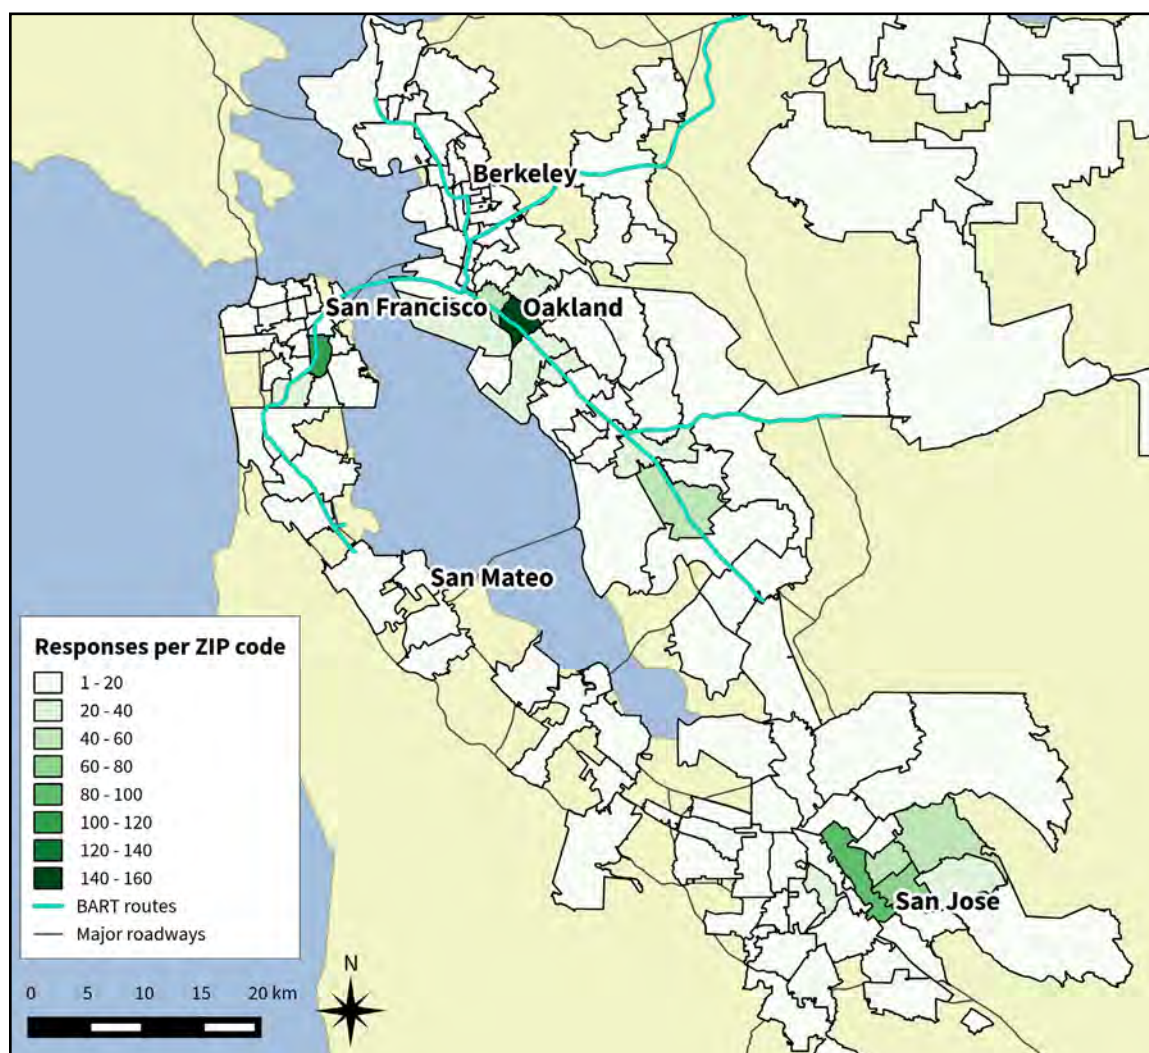 Berkeley
San Francisco
Oakland
San Mateo
Responses per ZIP code
1 - 20
20 - 40
40 - 60
60 - 80
80 - 100
100 - 120
120 - 140
140 - 160
BART routes
Major roadways
San José
N
0 5 10 15 20 km